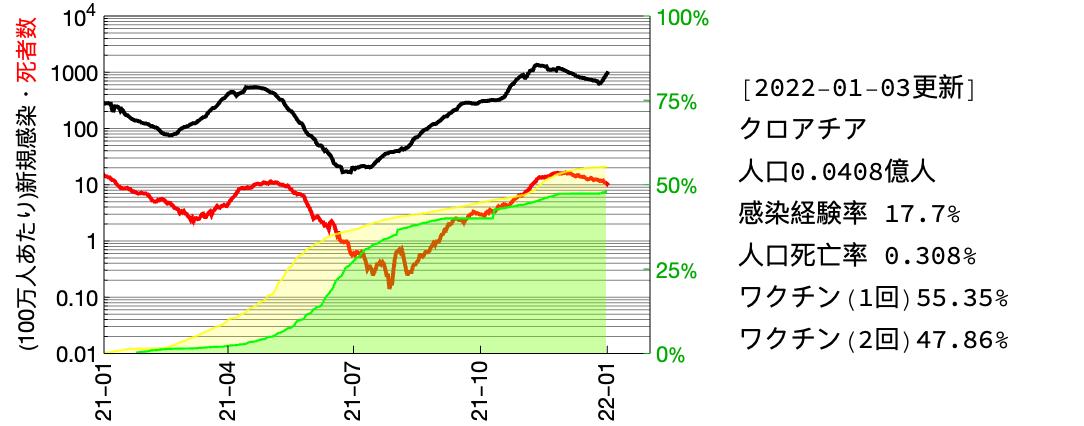 (100万人あたり)新規感染・死者数
10^4
1000
100
10
1
0.10
0.01
100%
75%
50%
25%
0%
21-01
21-04
21-07
21-10
22-01
[2022-01-03更新]
クロアチア
人口0.0408億人
感染経験率 17.7%
人口死亡率 0.308%
ワクチン(1回)55.35%
ワクチン(2回)47.86%